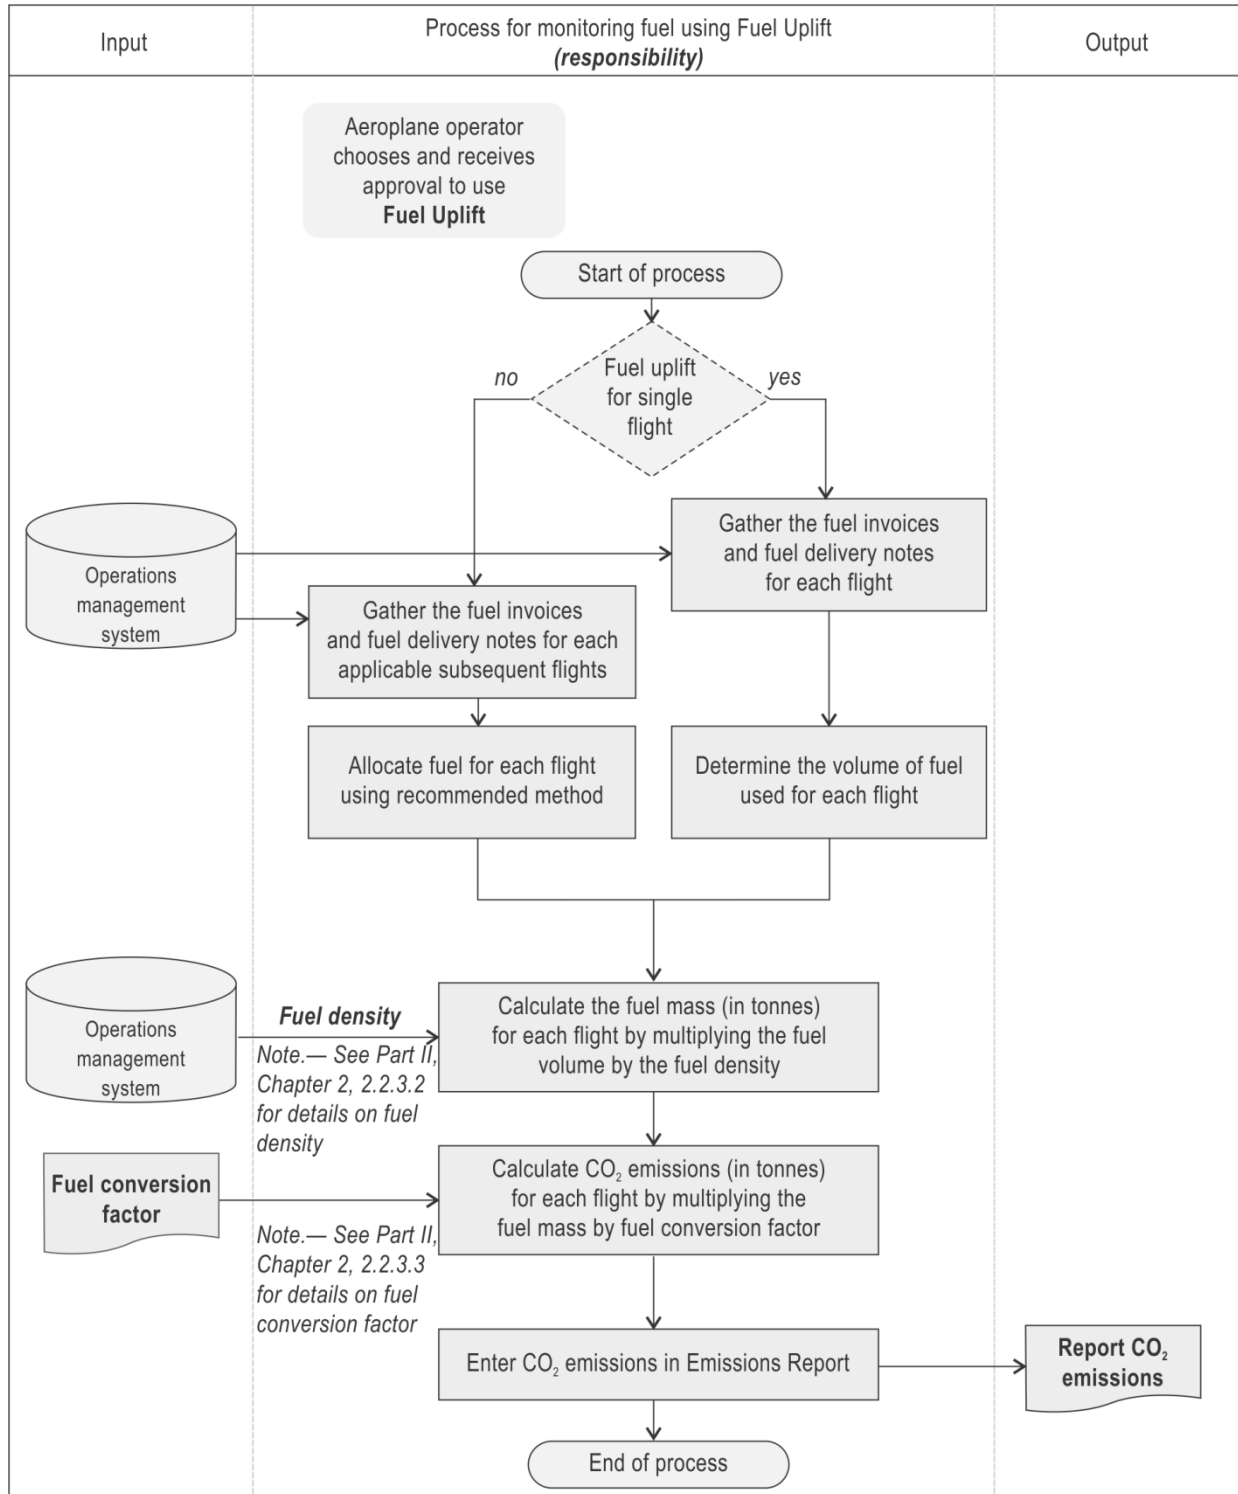 Input
Process for monitoring fuel using Fuel Uplift
(responsibility)
Output
Aeroplane operator
chooses and receives
approval to use
Fuel Uplift
Start of process
Fuel uplift
for single
flight
no
yes
Operations
management
system
Gather the fuel invoices
and fuel delivery notes
for each flight
Gather the fuel invoices
and fuel delivery notes for each
applicable subsequent flights
Allocate fuel for each flight
using recommended method
Determine the volume of fuel
used for each flight
Operations
management
system
Fuel density
Note.— See Part II,
Chapter 2, 2.2.3.2
for details on fuel
density
Calculate the fuel mass (in tonnes)
for each flight by multiplying the fuel
volume by the fuel density
Fuel conversion
factor
Note.— See Part II,
Chapter 2, 2.2.3.3
for details on fuel
conversion factor
Calculate CO₂ emissions (in tonnes)
for each flight by multiplying the
fuel mass by fuel conversion factor
Enter CO₂ emissions in Emissions Report
Report CO₂
emissions
End of process